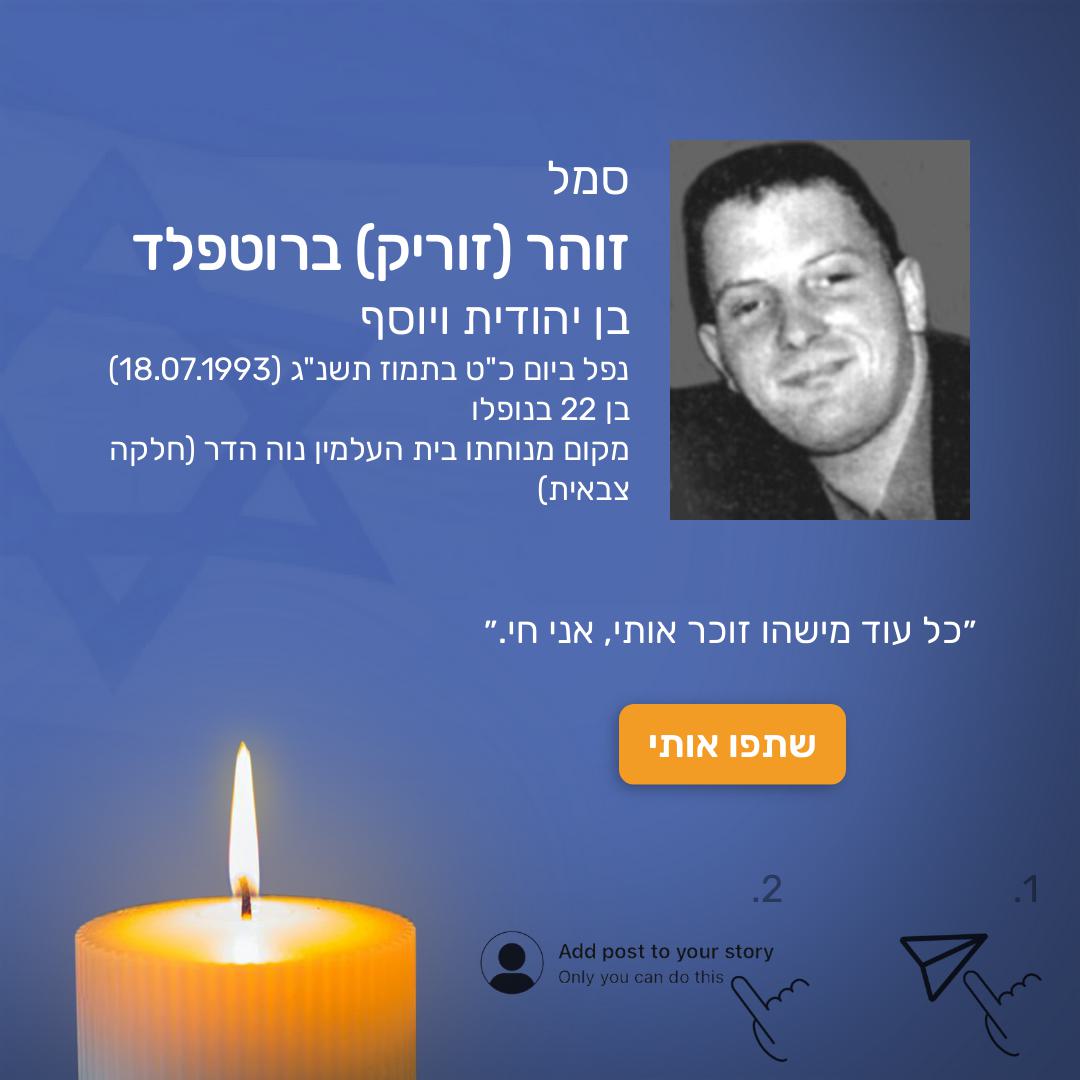 סמל
זוהר (זוריק) ברוטפלד
בן יהודית ויוסף
נפל ביום כ"ט בתמוז תשנ"ג (18.07.1993)
בן 22 בנופלו
מקום מנוחתו בית העלמין נוה הדר (חלקה
צבאית)
״כל עוד מישהו זוכר אותי, אני חי.״
שתפו אותי
1.
2.
Add post to your story
Only you can do this